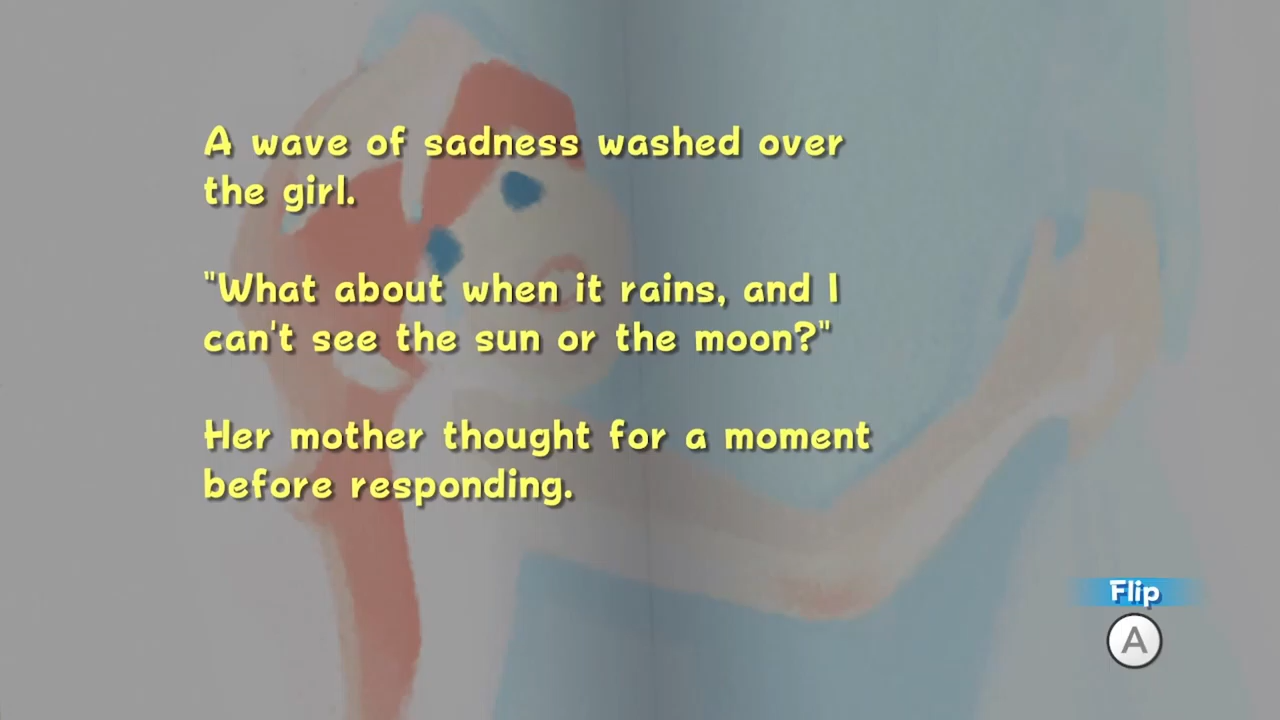 A wave of sadness washed over
the girl.
"What about when it rains, and I
can't see the sun or the moon?"
Her mother thought for a moment
before responding.
Flip
A